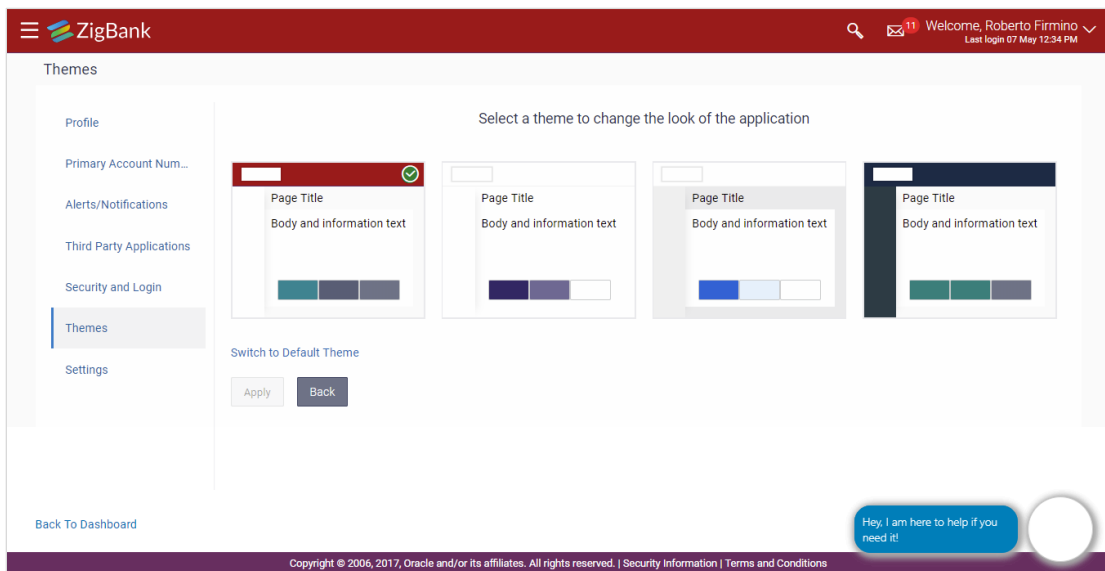 ZigBank
11
Welcome, Roberto Firmino
Last login 07 May 12:34 PM
Themes
Profile
Primary Account Num...
Alerts/Notifications
Third Party Applications
Security and Login
Themes
Settings
Select a theme to change the look of the application
Page Title
Body and information text
Page Title
Body and information text
Page Title
Body and information text
Page Title
Body and information text
Switch to Default Theme
Apply
Back
Back To Dashboard
Hey, I am here to help if you
need it!
Copyright © 2006, 2017, Oracle and/or its affiliates. All rights reserved. | Security Information | Terms and Conditions